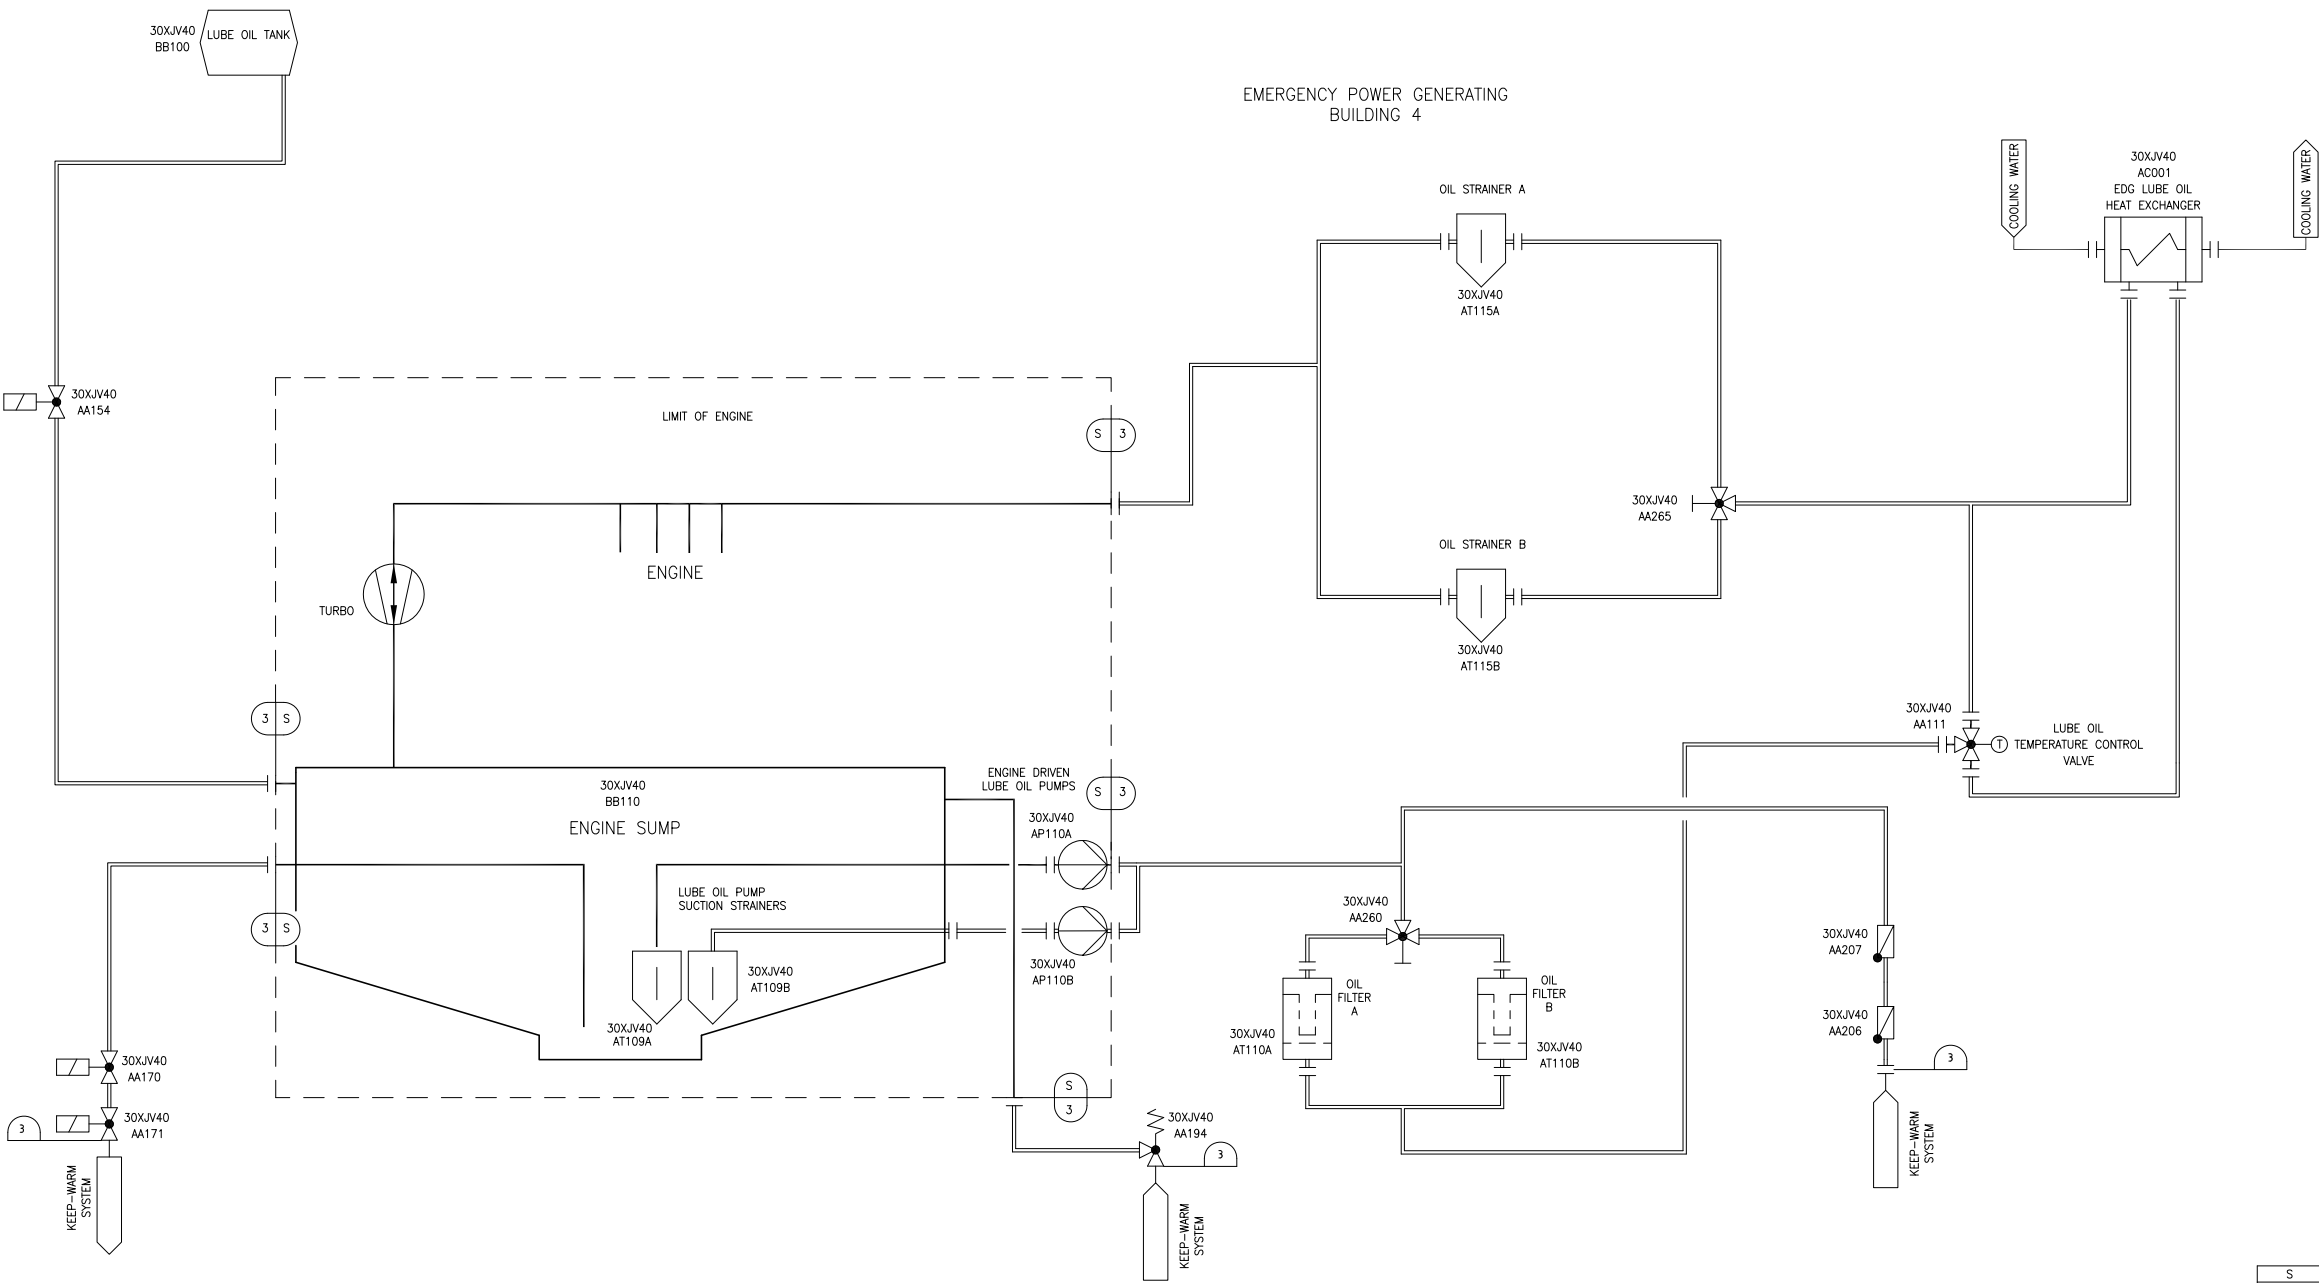 30XJV40
BB100
LUBE OIL TANK
EMERGENCY POWER GENERATING
BUILDING 4
COOLING WATER
30XJV40
AC001
EDG LUBE OIL
HEAT EXCHANGER
COOLING WATER
OIL STRAINER A
30XJV40
AT115A
30XJV40
AA154
LIMIT OF ENGINE
S 3
30XJV40
AA265
OIL STRAINER B
ENGINE
TURBO
30XJV40
AT115B
3 S
30XJV40
AA111
T
LUBE OIL
TEMPERATURE CONTROL
VALVE
30XJV40
BB110
ENGINE SUMP
ENGINE DRIVEN
LUBE OIL PUMPS
S 3
30XJV40
AP110A
LUBE OIL PUMP
SUCTION STRAINERS
30XJV40
AA260
3 S
30XJV40
AA207
30XJV40
AP110B
30XJV40
AT109B
OIL
FILTER
A
OIL
FILTER
B
30XJV40
AT109A
30XJV40
AT110A
30XJV40
AT110B
30XJV40
AA206
3
30XJV40
AA170
S
3
30XJV40
AA171
3
30XJV40
AA194
3
KEEP-WARM
SYSTEM
KEEP-WARM
SYSTEM
KEEP-WARM
SYSTEM
S